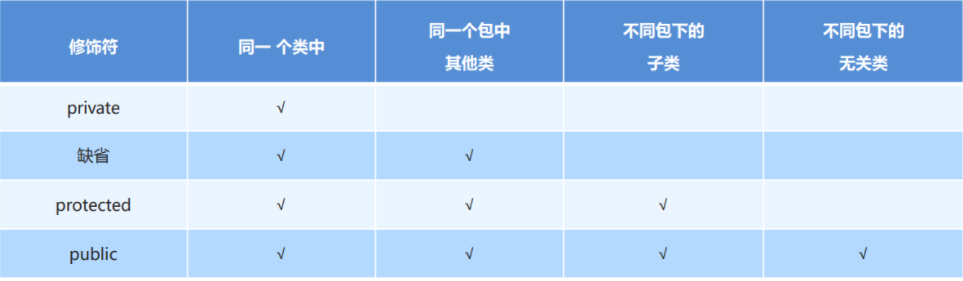 修饰符 同一 个类中 同一个包中 其他类 不同包下的 子类 不同包下的 无关类
private √
缺省 √ √
protected √ √ √
public √ √ √ √